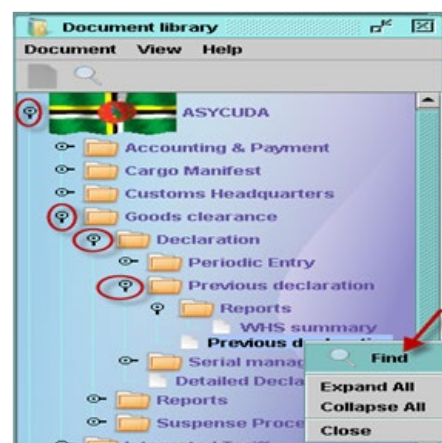 Document library
Document View Help
ASYCUDA
Accounting & Payment
Cargo Manifest
Customs Headquarters
Goods clearance
Declaration
Periodic Entry
Previous declaration
Reports
WHS summary
Previous d
Serial manag
Detailed Decla
Reports
Suspense Proce
Find
Expand All
Collapse All
Close